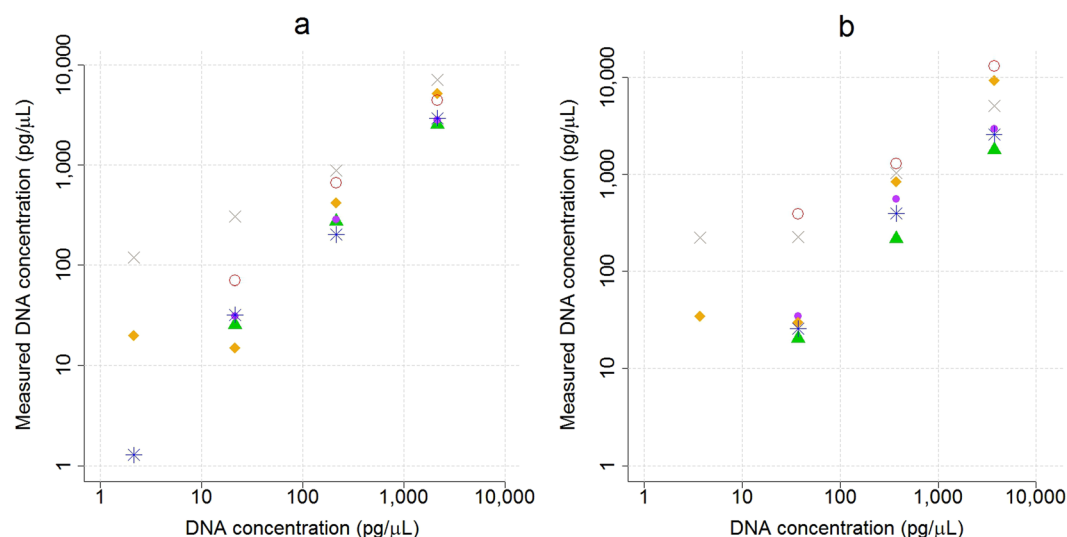 a
Measured DNA concentration (pg/μL)
10,000
1,000
100
10
1
1 10 100 1,000 10,000
DNA concentration (pg/μL)
b
Measured DNA concentration (pg/μL)
10,000
1,000
100
10
1
1 10 100 1,000 10,000
DNA concentration (pg/μL)